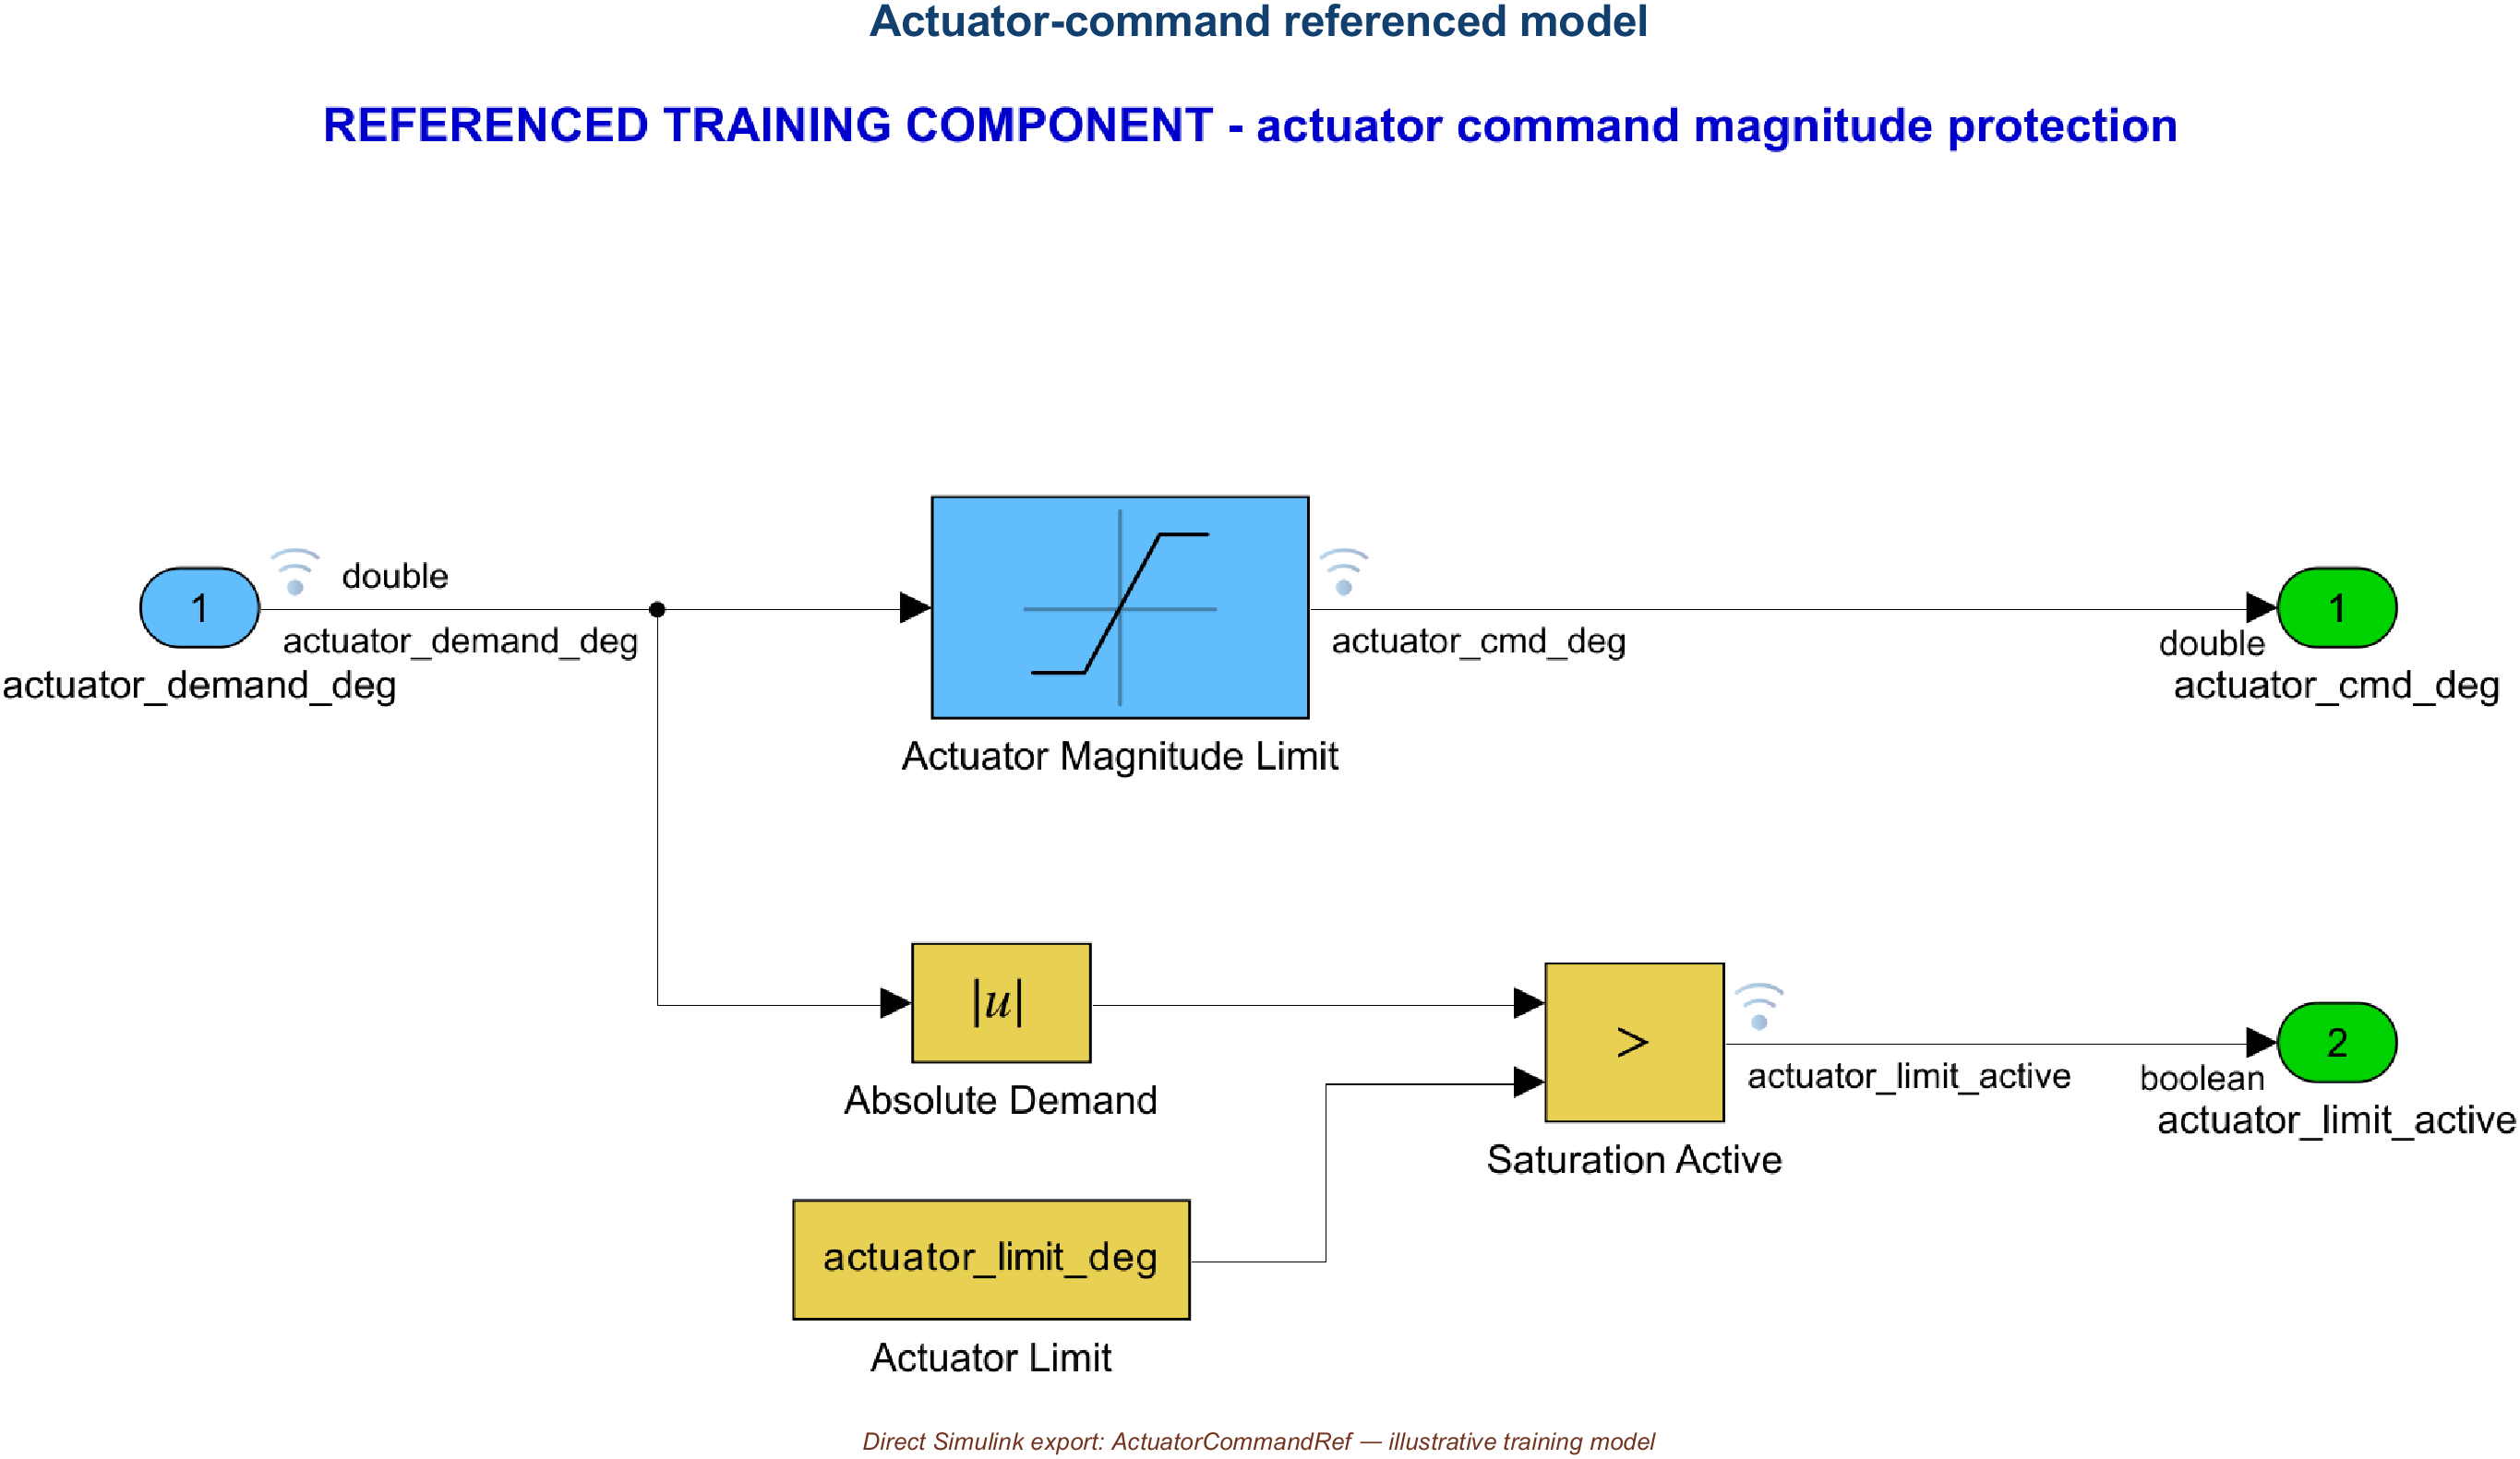 Actuator-command referenced model
REFERENCED TRAINING COMPONENT - actuator command magnitude protection
1
double
actuator_demand_deg
actuator_demand_deg
Actuator Magnitude Limit
actuator_cmd_deg
1
double
actuator_cmd_deg
|u|
Absolute Demand
>
Saturation Active
actuator_limit_active
2
boolean
actuator_limit_active
actuator_limit_deg
Actuator Limit
Direct Simulink export: ActuatorCommandRef — illustrative training model